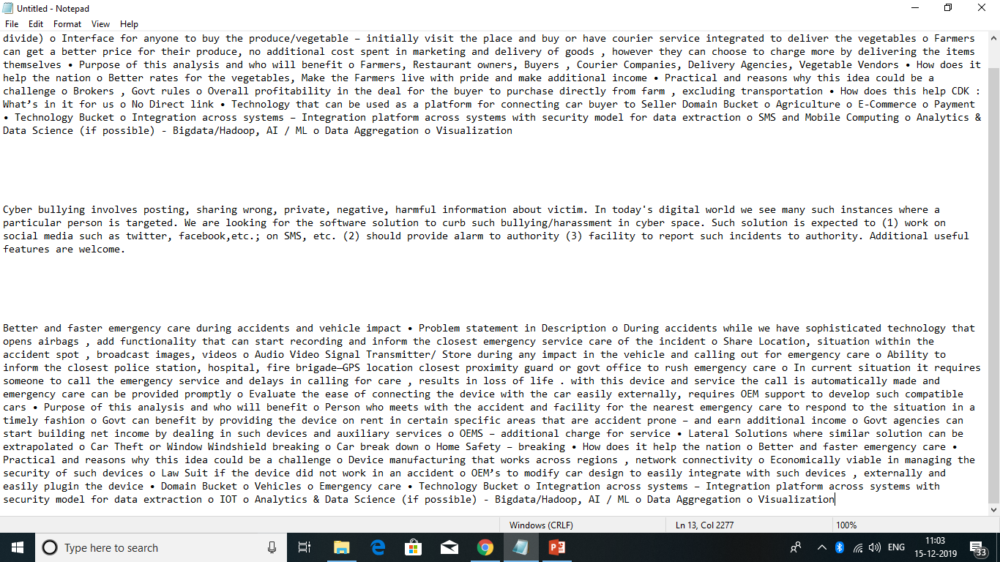 Untitled - Notepad
File Edit Format View Help
divide) o Interface for anyone to buy the produce/vegetable – initially visit the place and buy or have courier service integrated to deliver the vegetables o Farmers
can get a better price for their produce, no additional cost spent in marketing and delivery of goods , however they can choose to charge more by delivering the items
themselves • Purpose of this analysis and who will benefit o Farmers, Restaurant owners, Buyers , Courier Companies, Delivery Agencies, Vegetable Vendors • How does it
help the nation o Better rates for the vegetables, Make the Farmers live with pride and make additional income • Practical and reasons why this idea could be a
challenge o Brokers , Govt rules o Overall profitability in the deal for the buyer to purchase directly from farm , excluding transportation • How does this help CDK :
What’s in it for us o No Direct link • Technology that can be used as a platform for connecting car buyer to Seller Domain Bucket o Agriculture o E-Commerce o Payment
• Technology Bucket o Integration across systems – Integration platform across systems with security model for data extraction o SMS and Mobile Computing o Analytics &
Data Science (if possible) - Bigdata/Hadoop, AI / ML o Data Aggregation o Visualization
Cyber bullying involves posting, sharing wrong, private, negative, harmful information about victim. In today's digital world we see many such instances where a
particular person is targeted. We are looking for the software solution to curb such bullying/harassment in cyber space. Such solution is expected to (1) work on
social media such as twitter, facebook,etc.; on SMS, etc. (2) should provide alarm to authority (3) facility to report such incidents to authority. Additional useful
features are welcome.
Better and faster emergency care during accidents and vehicle impact • Problem statement in Description o During accidents while we have sophisticated technology that
opens airbags , add functionality that can start recording and inform the closest emergency service care of the incident o Share Location, situation within the
accident spot , broadcast images, videos o Audio Video Signal Transmitter/ Store during any impact in the vehicle and calling out for emergency care o Ability to
inform the closest police station, hospital, fire brigade—GPS location closest proximity guard or govt office to rush emergency care o In current situation it requires
someone to call the emergency service and delays in calling for care , results in loss of life . with this device and service the call is automatically made and
emergency care can be provided promptly o Evaluate the ease of connecting the device with the car easily externally, requires OEM support to develop such compatible
cars • Purpose of this analysis and who will benefit o Person who meets with the accident and facility for the nearest emergency care to respond to the situation in a
timely fashion o Govt can benefit by providing the device on rent in certain specific areas that are accident prone – and earn additional income o Govt agencies can
start building net income by dealing in such devices and auxiliary services o OEMS – additional charge for service • Lateral Solutions where similar solution can be
extrapolated o Car Theft or Window Windshield breaking o Car break down o Home Safety – breaking • How does it help the nation o Better and faster emergency care •
Practical and reasons why this idea could be a challenge o Device manufacturing that works across regions , network connectivity o Economically viable in managing the
security of such devices o Law Suit if the device did not work in an accident o OEM’s to modify car design to easily integrate with such devices , externally and
easily plugin the device • Domain Bucket o Vehicles o Emergency care • Technology Bucket o Integration across systems – Integration platform across systems with
security model for data extraction o IOT o Analytics & Data Science (if possible) - Bigdata/Hadoop, AI / ML o Data Aggregation o Visualization
Windows (CRLF) Ln 13, Col 2277 100%
Type here to search
ENG
11:03
15-12-2019
33